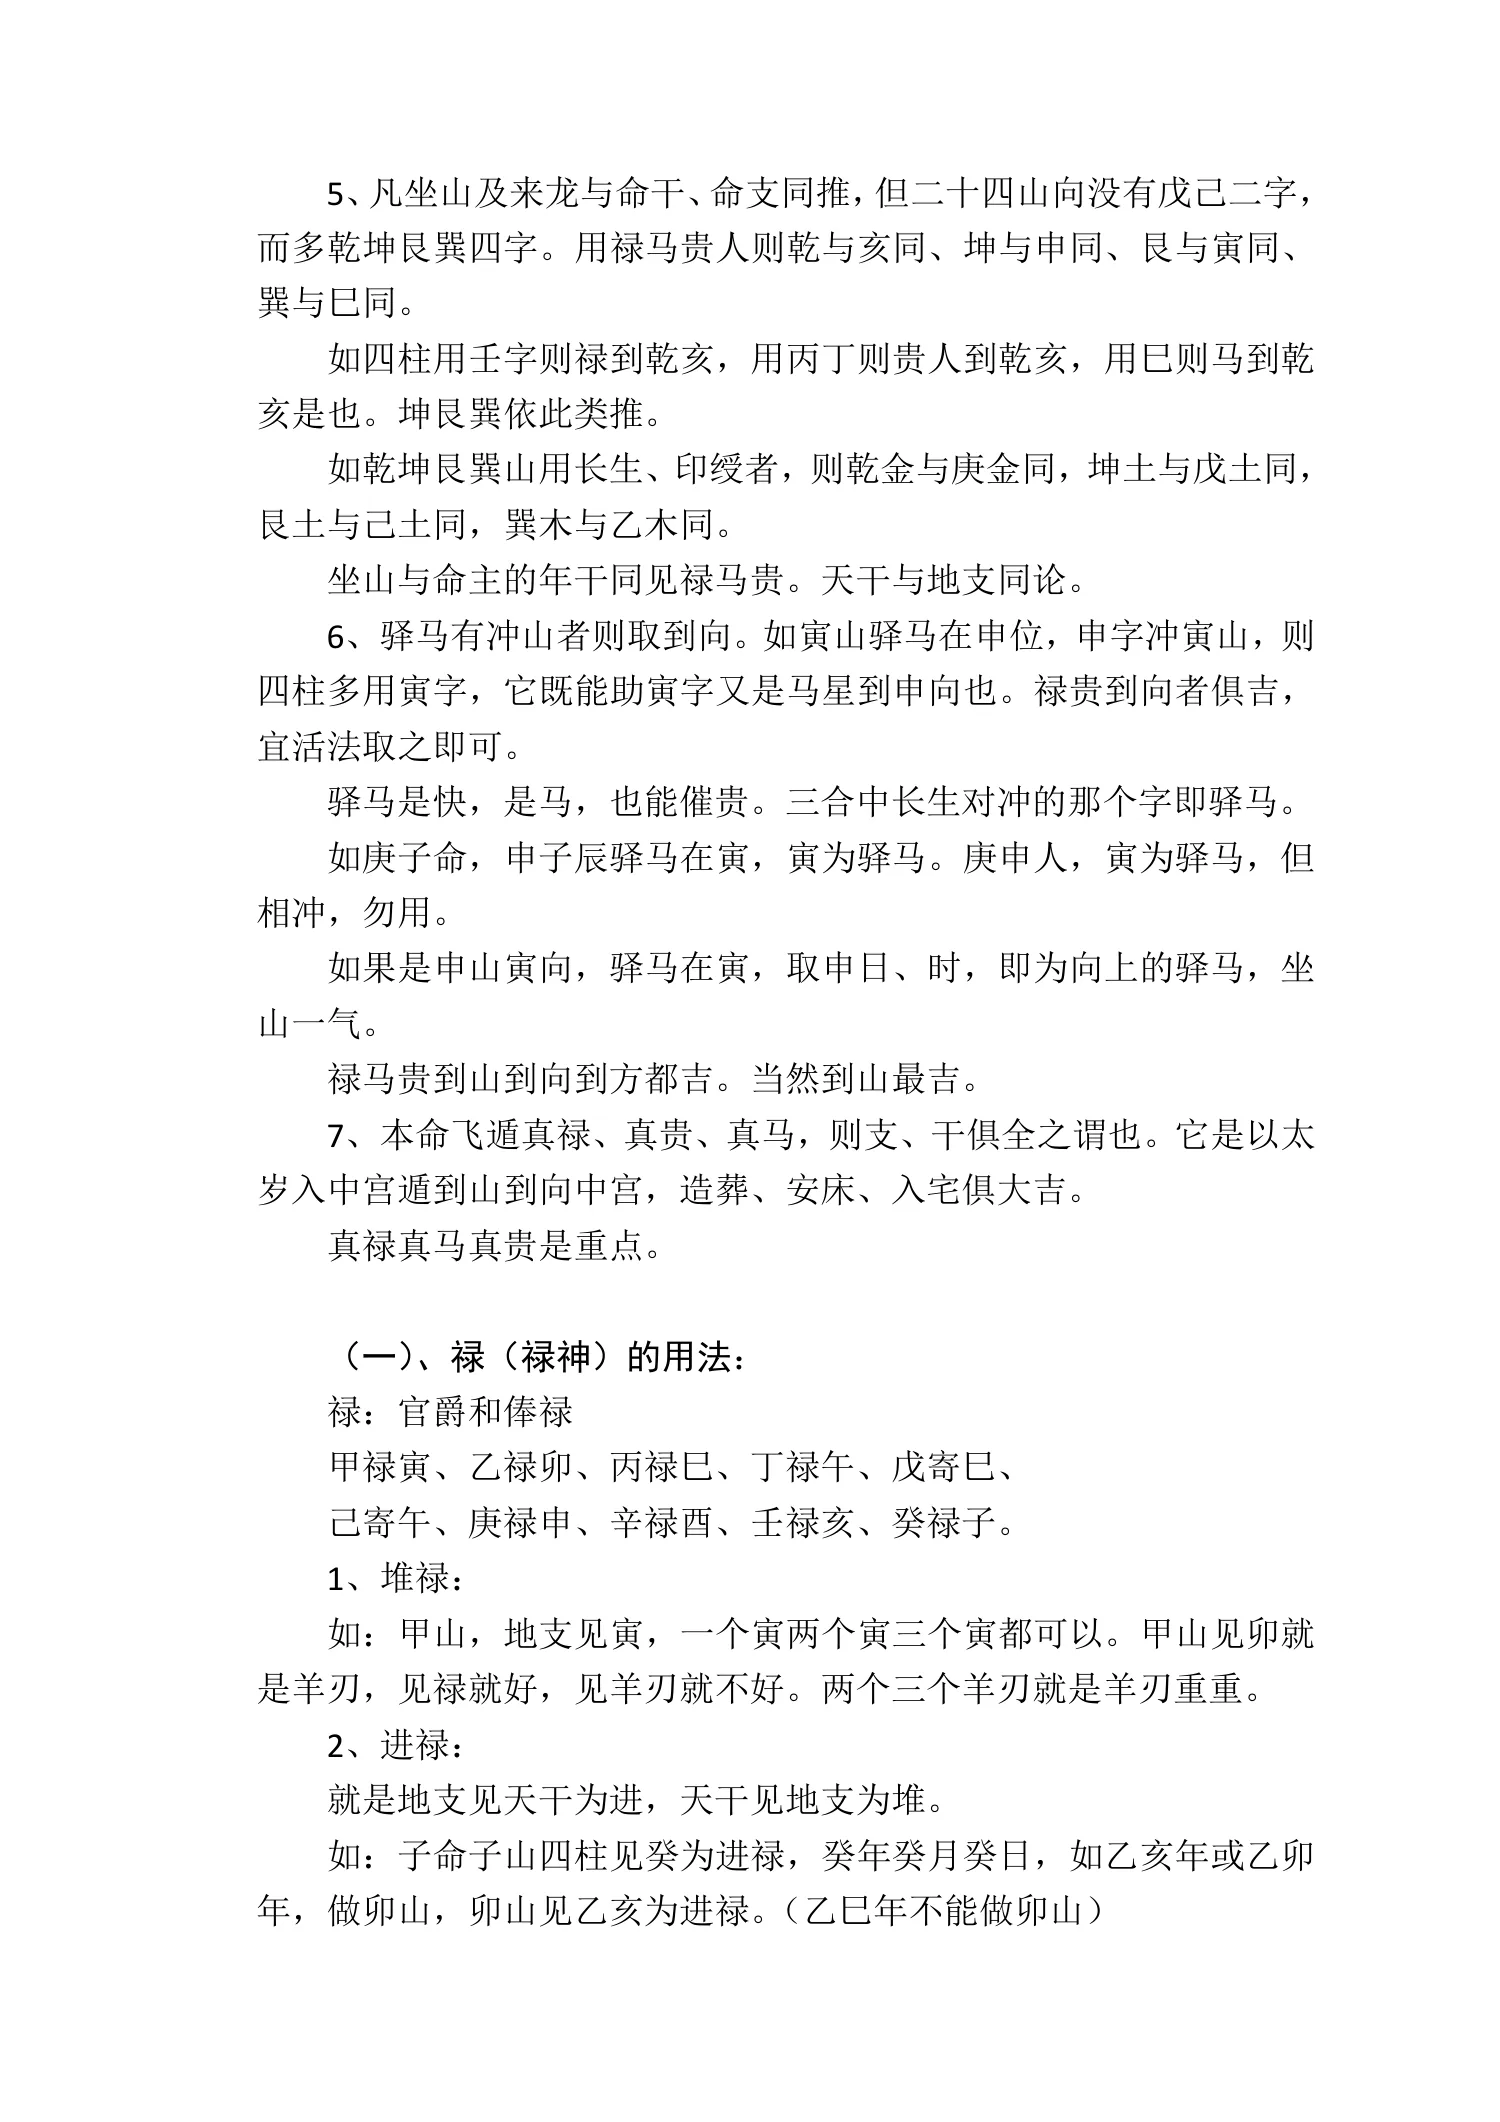 5、凡坐山及来龙与命干、命支同推，但二十四山向没有戊己二字，
而多乾坤艮巽四字。用禄马贵人则乾与亥同、坤与申同、艮与寅同、
巽与巳同。
如四柱用壬字则禄到乾亥，用丙丁则贵人到乾亥，用巳则马到乾
亥是也。坤艮巽依此类推。
如乾坤艮巽山用长生、印绶者，则乾金与庚金同，坤土与戊土同，
艮土与己土同，巽木与乙木同。
坐山与命主的年干同见禄马贵。天干与地支同论。
6、驿马有冲山者则取到向。如寅山驿马在申位，申字冲寅山，则
四柱多用寅字，它既能助寅字又是马星到申向也。禄贵到向者俱吉，
宜活法取之即可。
驿马是快，是马，也能催贵。三合中长生对冲的那个字即驿马。
如庚子命，申子辰驿马在寅，寅为驿马。庚申人，寅为驿马，但
相冲，勿用。
如果是申山寅向，驿马在寅，取申日、时，即为向上的驿马，坐
山一气。
禄马贵到山到向到方都吉。当然到山最吉。
7、本命飞遁真禄、真贵、真马，则支、干俱全之谓也。它是以太
岁入中宫遁到山到向中宫，造葬、安床、入宅俱大吉。
真禄真马真贵是重点。
（一）、禄（禄神）的用法：
禄：官爵和俸禄
甲禄寅、乙禄卯、丙禄巳、丁禄午、戊寄巳、
己寄午、庚禄申、辛禄酉、壬禄亥、癸禄子。
1、堆禄：
如：甲山，地支见寅，一个寅两个寅三个寅都可以。甲山见卯就
是羊刃，见禄就好，见羊刃就不好。两个三个羊刃就是羊刃重重。
2、进禄：
就是地支见天干为进，天干见地支为堆。
如：子命子山四柱见癸为进禄，癸年癸月癸日，如乙亥年或乙卯
年，做卯山，卯山见乙亥为进禄。（乙巳年不能做卯山）